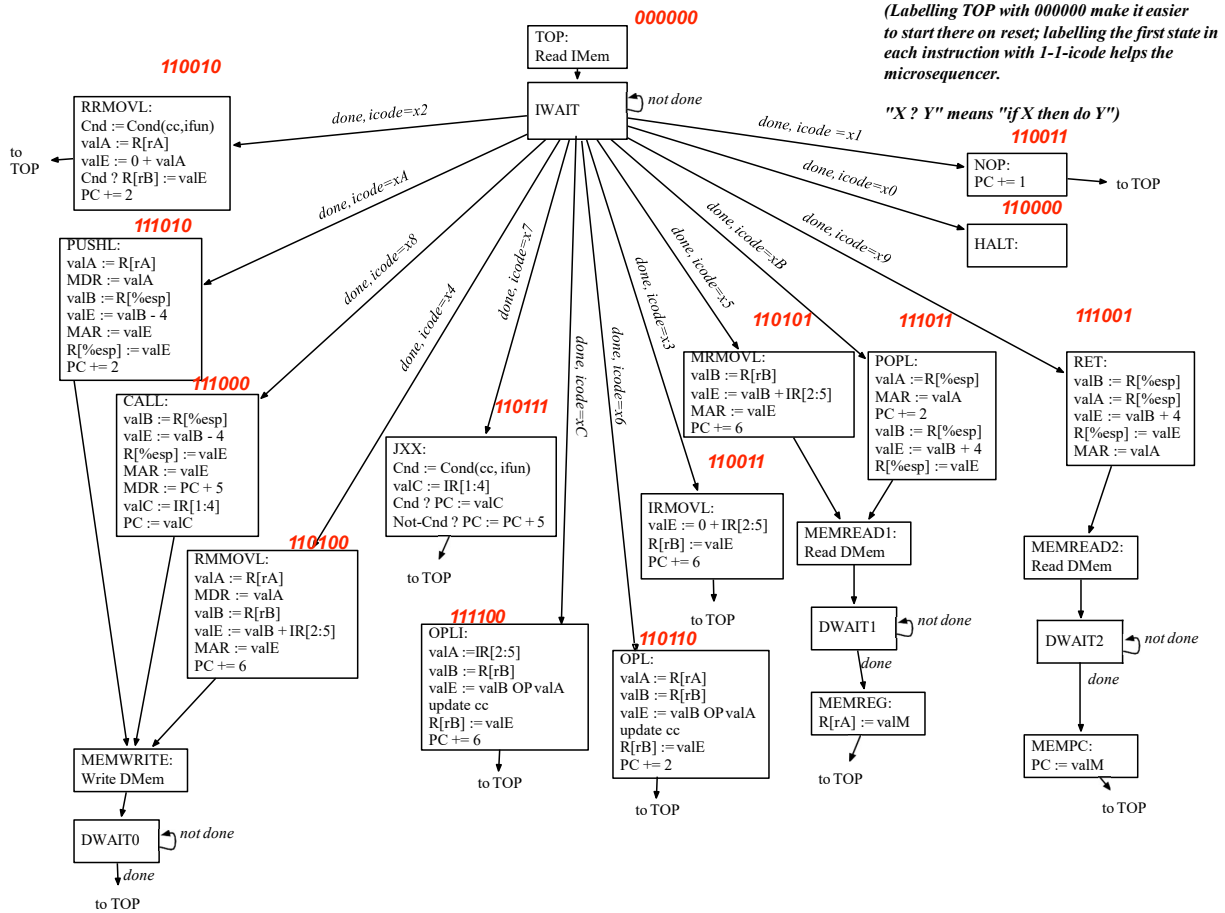 000000
(Labelling TOP with 000000 make it easier
to start there on reset; labelling the first state in
each instruction with 1-1-icode helps the
microsequencer.
"X ? Y" means "if X then do Y")
TOP:
Read IMem
IWAIT
not done
110010
RRMOVL:
Cnd := Cond(cc,ifun)
valA := R[rA]
valE := 0 + valA
Cnd ? R[rB] := valE
PC += 2
to
TOP
done, icode=x2
done, icode =x1
110011
NOP:
PC += 1
to TOP
done, icode=x0
110000
HALT:
done, icode=xA
111010
PUSHL:
valA := R[rA]
MDR := valA
valB := R[%esp]
valE := valB - 4
MAR := valE
R[%esp] := valE
PC += 2
done, icode=x8
111000
CALL:
valB := R[%esp]
valE := valB - 4
R[%esp] := valE
MAR := valE
MDR := PC + 5
valC := IR[1:4]
PC := valC
done, icode=x4
110100
RMMOVL:
valA := R[rA]
MDR := valA
valB := R[rB]
valE := valB + IR[2:5]
MAR := valE
PC += 6
done, icode=x7
110111
JXX:
Cnd := Cond(cc, ifun)
valC := IR[1:4]
Cnd ? PC := valC
Not-Cnd ? PC := PC + 5
to TOP
done, icode=xC
111100
OPLI:
valA :=IR[2:5]
valB := R[rB]
valE := valB OP valA
update cc
R[rB] := valE
PC += 6
to TOP
done, icode=x6
110110
OPL:
valA := R[rA]
valB := R[rB]
valE := valB OP valA
update cc
R[rB] := valE
PC += 2
to TOP
done, icode=x3
110011
IRMOVL:
valE := 0 + IR[2:5]
R[rB] := valE
PC += 6
to TOP
done, icode=x5
110101
MRMOVL:
valB := R[rB]
valE := valB + IR[2:5]
MAR := valE
PC += 6
done, icode=xB
111011
POPL:
valA :=R[%esp]
MAR := valA
PC += 2
valB := R[%esp]
valE := valB + 4
R[%esp] := valE
done, icode=x9
111001
RET:
valB := R[%esp]
valA := R[%esp]
valE := valB + 4
R[%esp] := valE
MAR := valA
MEMREAD1:
Read DMem
DWAIT1
not done
done
MEMREG:
R[rA] := valM
to TOP
MEMREAD2:
Read DMem
DWAIT2
not done
done
MEMPC:
PC := valM
to TOP
MEMWRITE:
Write DMem
DWAIT0
not done
done
to TOP